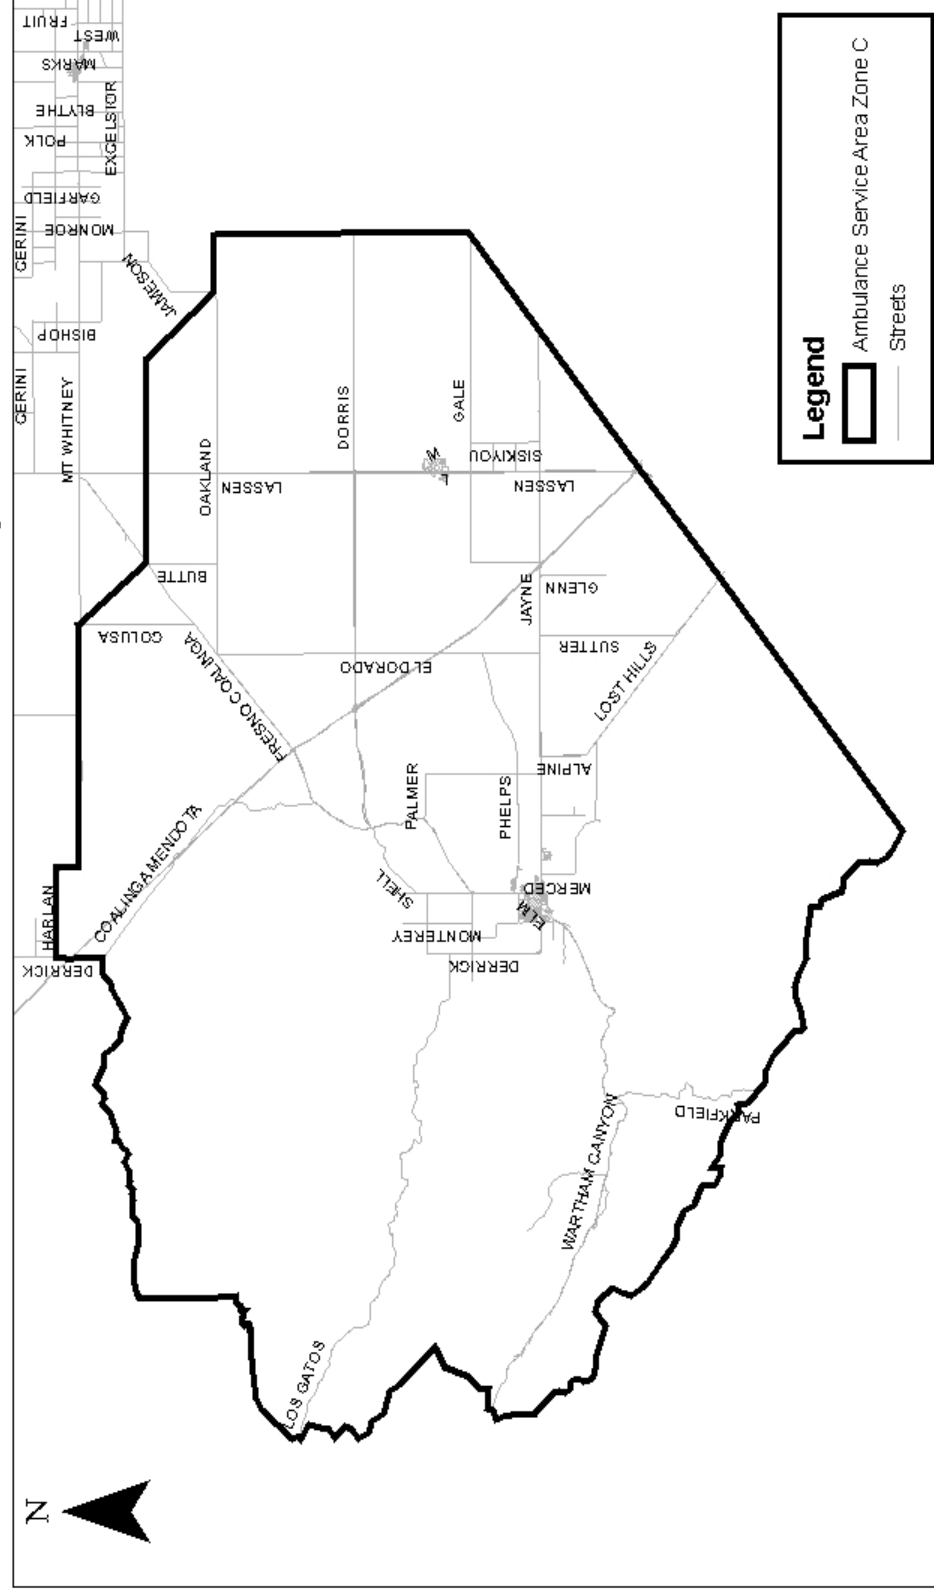 N
CERINI
CERINI
HARLAN
DERRICK
FRUIT
MARKS
POLK
BLYTHE
GARFIELD
BISHOP
MT WHITNEY
MONROE
WEST
EXCELSIOR
JAMESON
COLUSA
COALINGA MENDOTA
BUTTE
OAKLAND
LASSEN
FRESNO COALINGA
LOS GATOS
DORRIS
EL DORADO
SHELL
PALMER
MONTEREY
W
L
GALE
DERRICK
SISKIYOU
PHELPS
JAYNE
LASSEN
ELM
MERCED
ALPINE
GLENN
SUTTER
WARTHAM CANYON
LOST HILLS
PARKFIELD
Legend
Ambulance Service Area Zone C
Streets